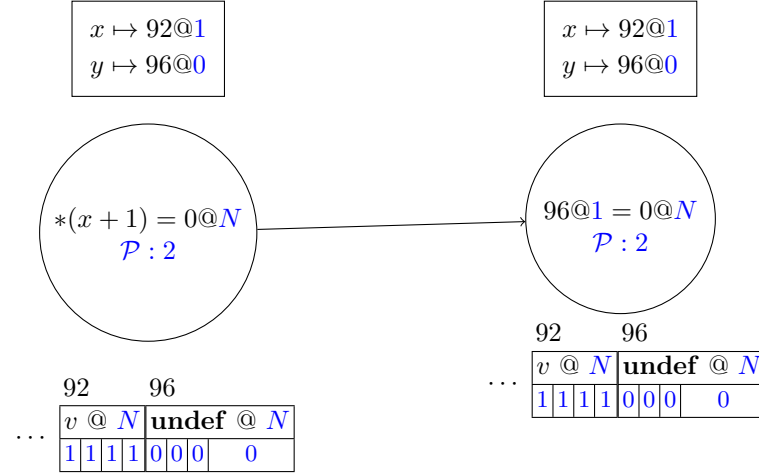 x ↦ 92@1
y ↦ 96@0
x ↦ 92@1
y ↦ 96@0
∗(x + 1) = 0@N
𝒫 : 2
96@1 = 0@N
𝒫 : 2
92 96
… v @ N undef @ N
1 1 1 1 0 0 0 0
92 96
… v @ N undef @ N
1 1 1 1 0 0 0 0